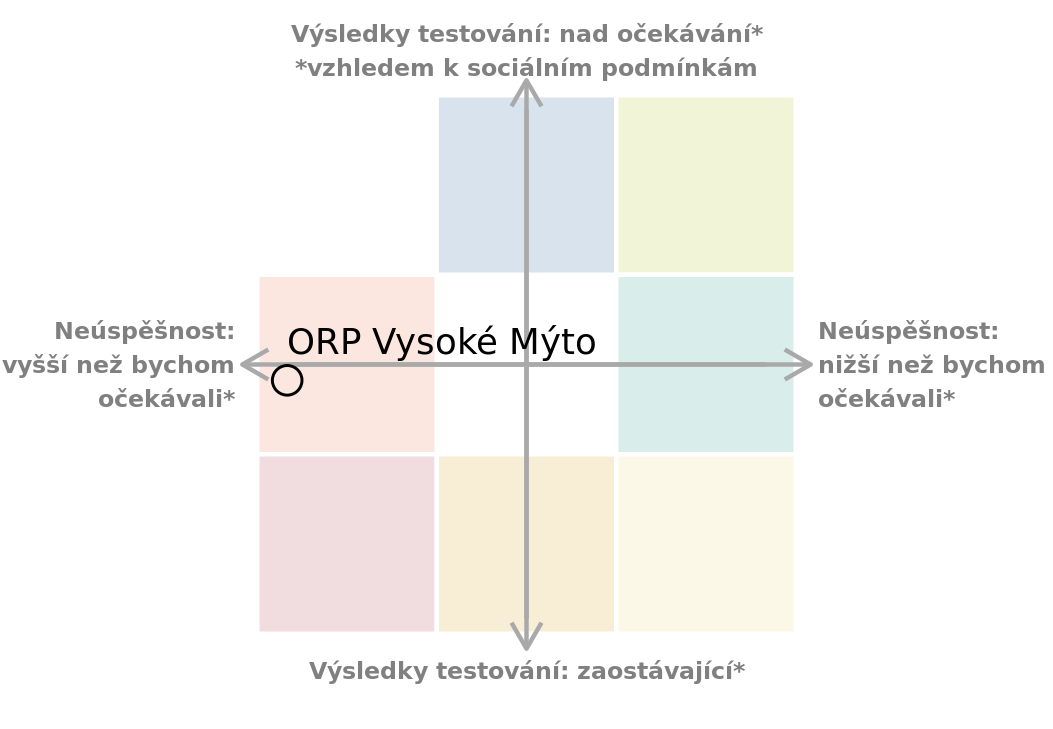 Výsledky testování: nad očekávání*
*vzhledem k sociálním podmínkám
Neúspěšnost:
vyšší než bychom
očekávali*
ORP Vysoké Mýto
Neúspěšnost:
nižší než bychom
očekávali*
Výsledky testování: zaostávající*